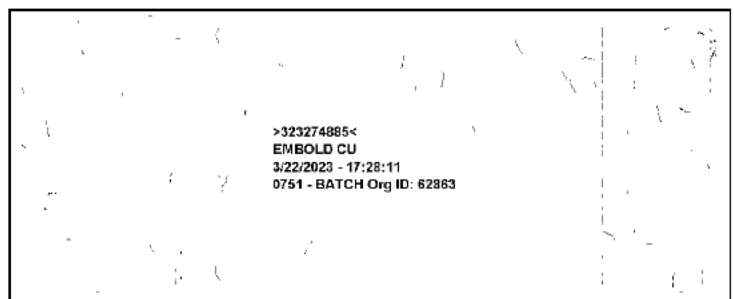 >323274885<
EMBOLD CU
3/22/2023 - 17:28:11
0751 - BATCH Org ID: 62863